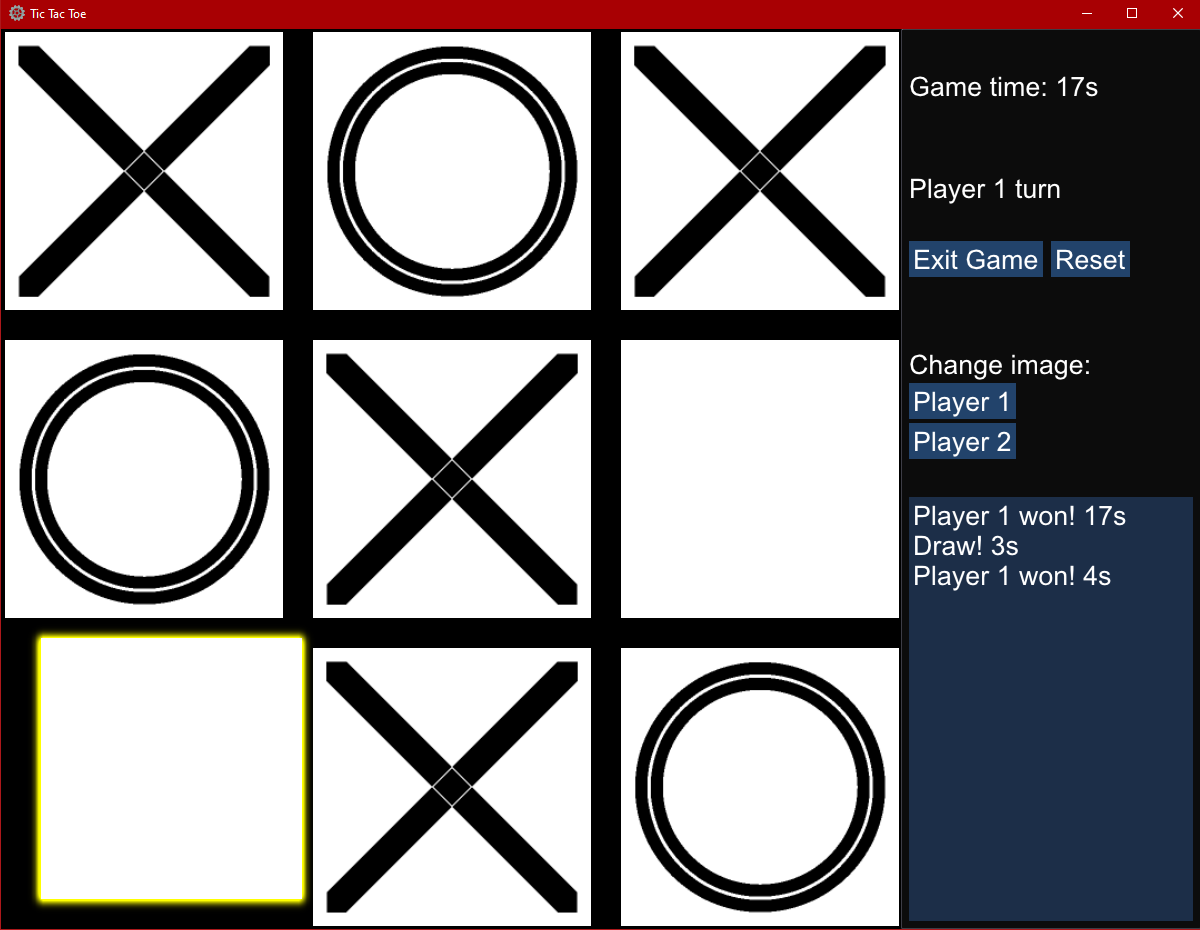 Tic Tac Toe
Game time: 17s
Player 1 turn
Exit Game Reset
Change image:
Player 1
Player 2
Player 1 won! 17s
Draw! 3s
Player 1 won! 4s